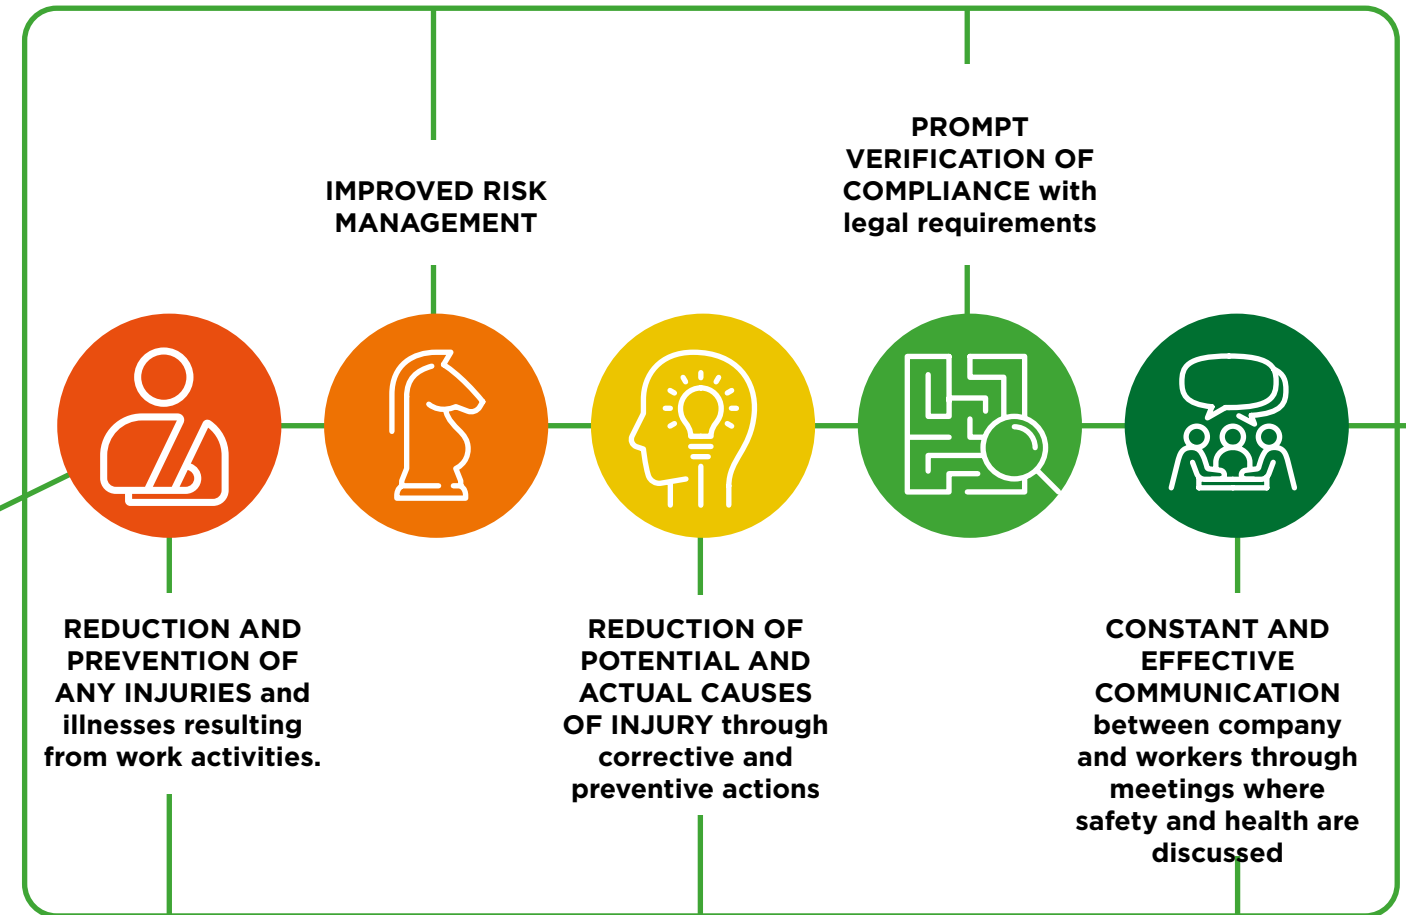 IMPROVED RISK
MANAGEMENT
PROMPT
VERIFICATION OF
COMPLIANCE with
legal requirements
REDUCTION AND
PREVENTION OF
ANY INJURIES and
illnesses resulting
from work activities.
REDUCTION OF
POTENTIAL AND
ACTUAL CAUSES
OF INJURY through
corrective and
preventive actions
CONSTANT AND
EFFECTIVE
COMMUNICATION
between company
and workers through
meetings where
safety and health are
discussed